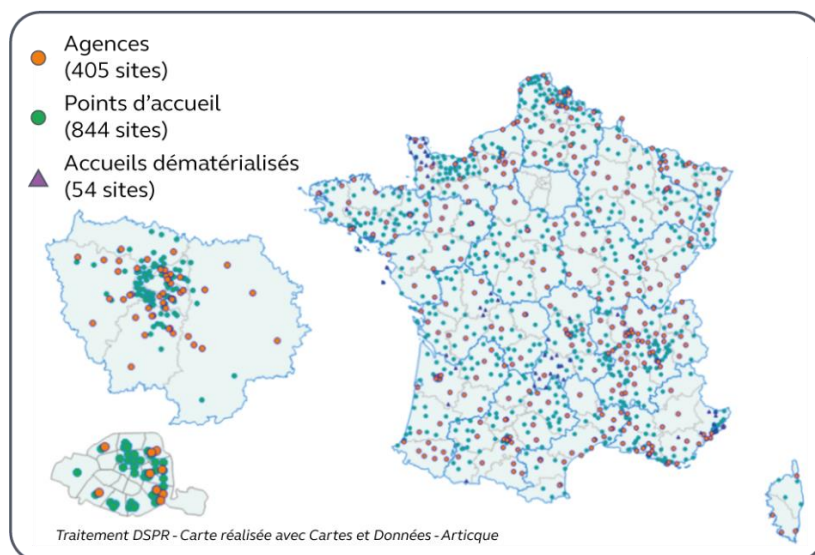 Agences
(405 sites)
Points d'accueil
(844 sites)
Accueils dématérialisés
(54 sites)
Traitement DSPR - Carte réalisée avec Cartes et Données - Articque